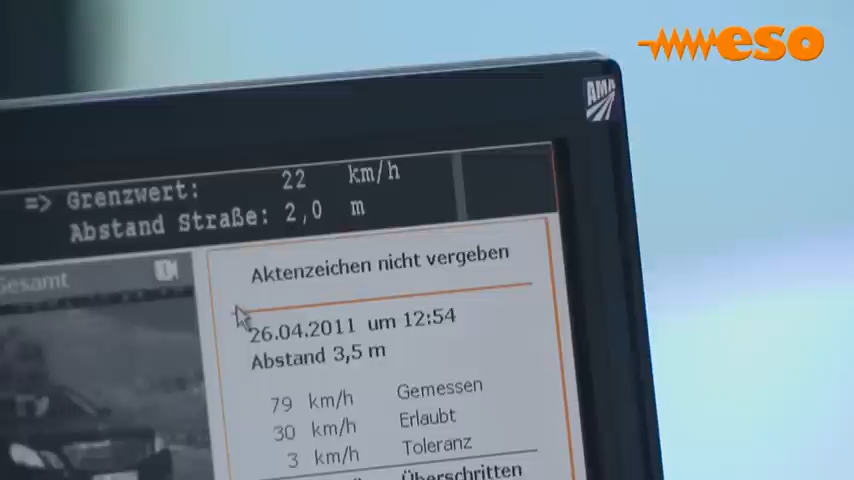 eso
AMA
=> Grenzwert: 22 km/h
Abstand Straße: 2,0 m
Gesamt
Aktenzeichen nicht vergeben
26.04.2011 um 12:54
Abstand 3,5 m
79 km/h Gemessen
30 km/h Erlaubt
3 km/h Toleranz
Überschritten